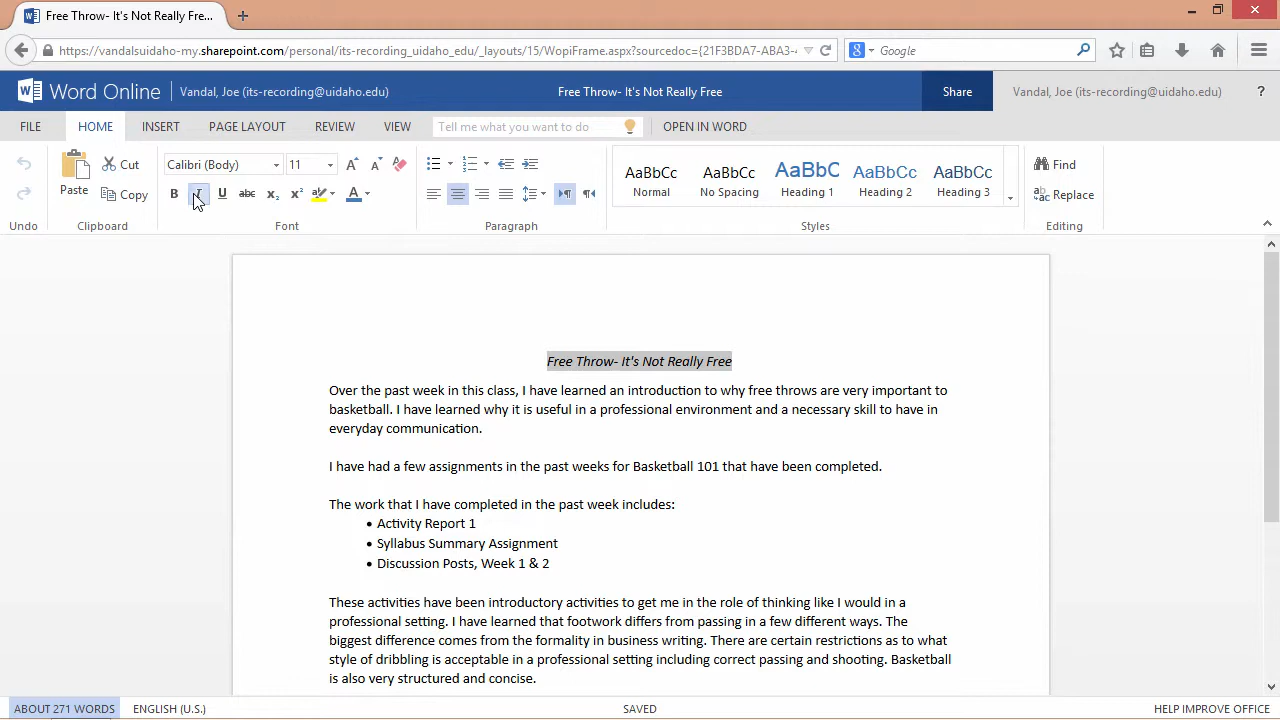 Free Throw- It's Not Really Fre...
https://vandalsuidaho-my.sharepoint.com/personal/its-recording_uidaho_edu/_layouts/15/WopiFrame.aspx?sourcedoc={21F3BDA7-ABA3-4
Google
Word Online
Vandal, Joe (its-recording@uidaho.edu)
Free Throw- It's Not Really Free
Share
Vandal, Joe (its-recording@uidaho.edu)
?
FILE HOME INSERT PAGE LAYOUT REVIEW VIEW Tell me what you want to do OPEN IN WORD
Paste
Cut
Copy
Calibri (Body) 11
B I U abc x₂ x² A
AaBbCc AaBbCc AaBbC AaBbCc AaBbCc
Normal No Spacing Heading 1 Heading 2 Heading 3
Find
Replace
Undo Clipboard Font Paragraph Styles Editing
Free Throw- It's Not Really Free
Over the past week in this class, I have learned an introduction to why free throws are very important to
basketball. I have learned why it is useful in a professional environment and a necessary skill to have in
everyday communication.
I have had a few assignments in the past weeks for Basketball 101 that have been completed.
The work that I have completed in the past week includes:
• Activity Report 1
• Syllabus Summary Assignment
• Discussion Posts, Week 1 & 2
These activities have been introductory activities to get me in the role of thinking like I would in a
professional setting. I have learned that footwork differs from passing in a few different ways. The
biggest difference comes from the formality in business writing. There are certain restrictions as to what
style of dribbling is acceptable in a professional setting including correct passing and shooting. Basketball
is also very structured and concise.
ABOUT 271 WORDS ENGLISH (U.S.) SAVED HELP IMPROVE OFFICE